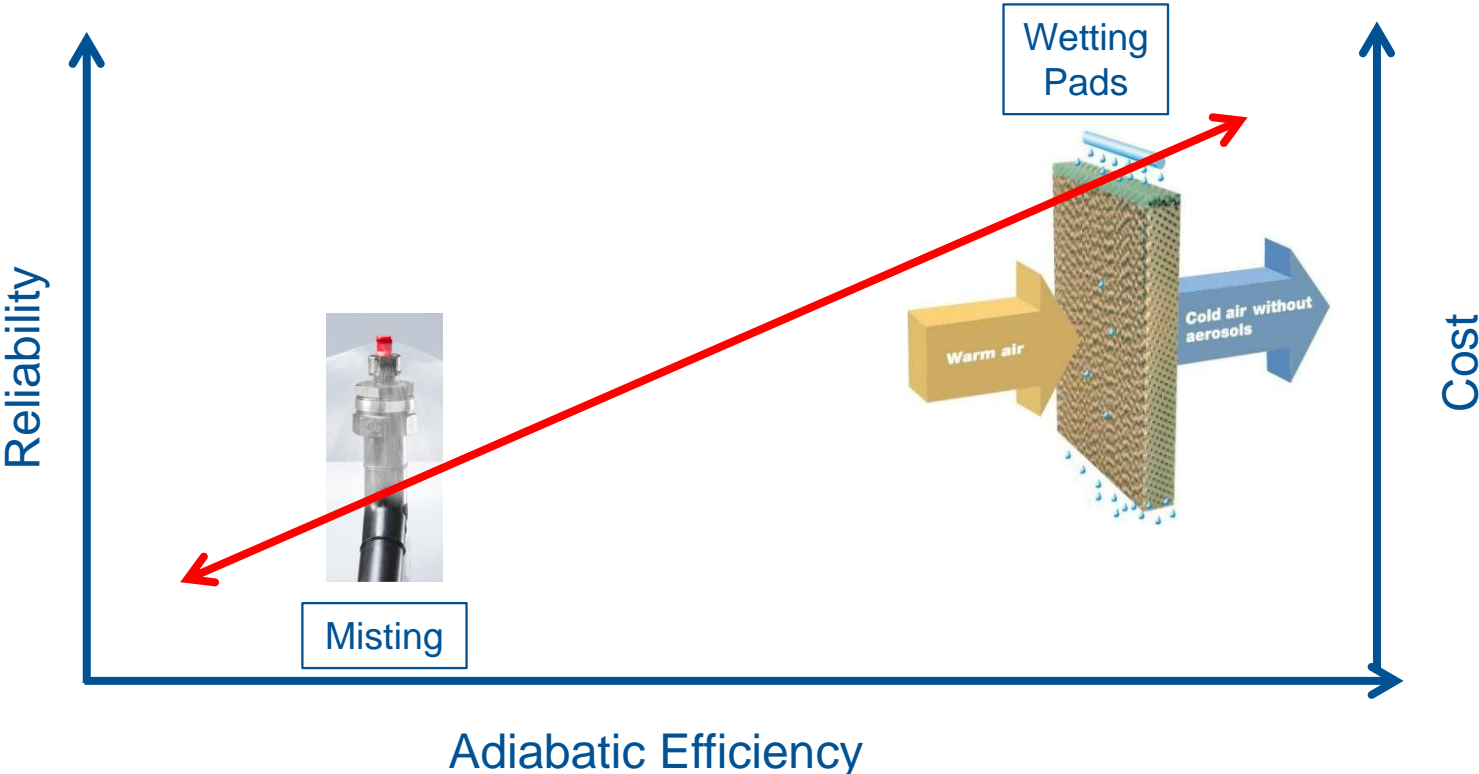 Wetting
Pads
Reliability
Warm air
Cold air without
aerosols
Cost
Misting
Adiabatic Efficiency